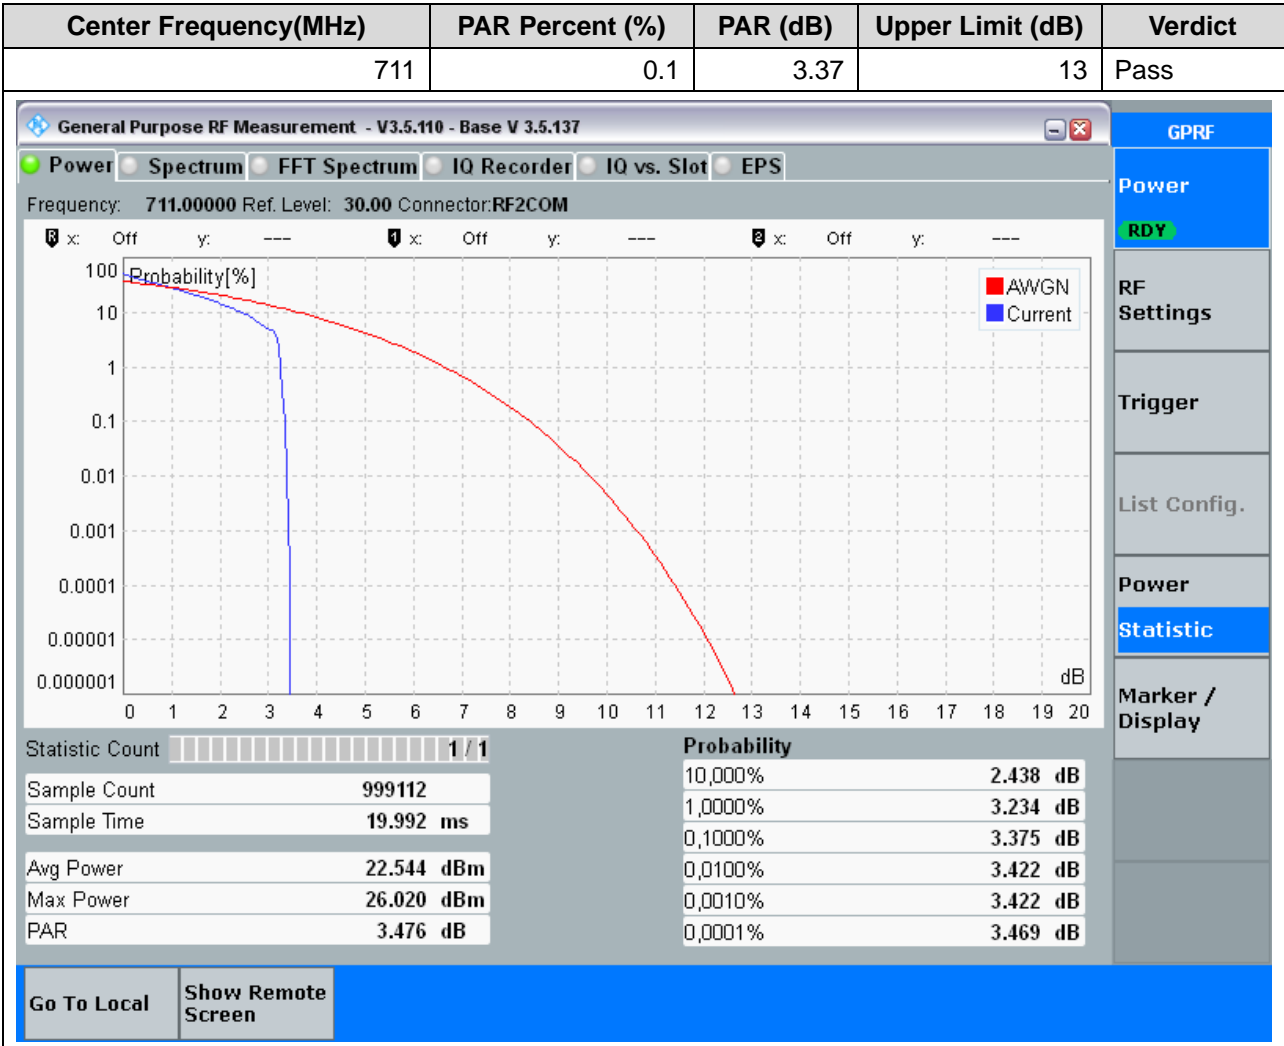 Center Frequency(MHz) PAR Percent (%) PAR (dB) Upper Limit (dB) Verdict
711 0.1 3.37 13 Pass
General Purpose RF Measurement - V3.5.110 - Base V 3.5.137
GPRF
Power Spectrum FFT Spectrum IQ Recorder IQ vs. Slot EPS
Frequency: 711.00000 Ref. Level: 30.00 Connector:RF2COM
R x: Off y: --- 1 x: Off y: --- 2 x: Off y: ---
Probability[%]
AWGN
Current
100
10
1
0.1
0.01
0.001
0.0001
0.00001
0.000001
dB
0 1 2 3 4 5 6 7 8 9 10 11 12 13 14 15 16 17 18 19 20
Statistic Count 1 / 1
Sample Count 999112
Sample Time 19.992 ms
Avg Power 22.544 dBm
Max Power 26.020 dBm
PAR 3.476 dB
Probability
10,000% 2.438 dB
1,0000% 3.234 dB
0,1000% 3.375 dB
0,0100% 3.422 dB
0,0010% 3.422 dB
0,0001% 3.469 dB
Power
RDY
RF
Settings
Trigger
List Config.
Power
Statistic
Marker /
Display
Go To Local
Show Remote
Screen